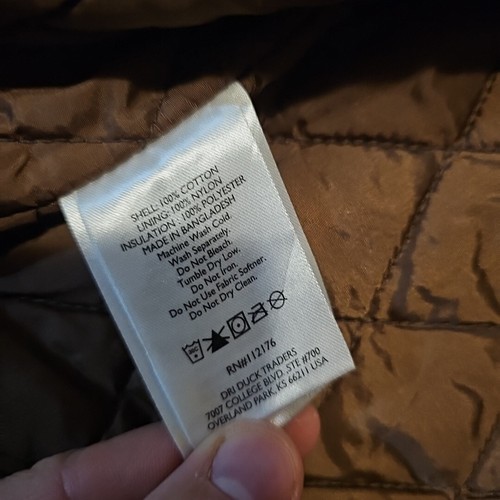 SHELL: 100% COTTON
LINING: 100% NYLON
INSULATION : 100% POLYESTER
MADE IN BANGLADESH
Machine Wash Cold.
Wash Separately.
Do Not Bleach.
Tumble Dry Low.
Do Not Iron.
Do Not Use Fabric Softner.
Do Not Dry Clean.
RN#112176
DRI DUCK TRADERS
7007 COLLEGE BLVD. STE #700
OVERLAND PARK, KS 66211 USA